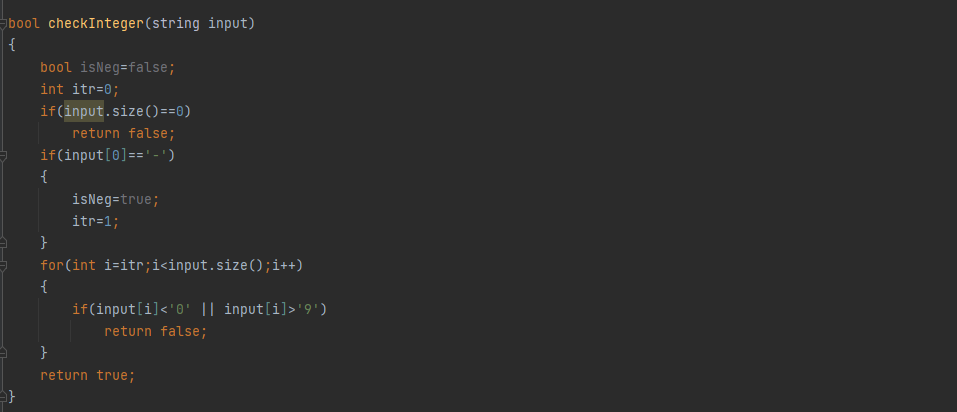 bool checkInteger(string input)
{
    bool isNeg=false;
    int itr=0;
    if(input.size()==0)
        return false;
    if(input[0]=='-')
    {
        isNeg=true;
        itr=1;
    }
    for(int i=itr;i<input.size();i++)
    {
        if(input[i]<'0' || input[i]>'9')
            return false;
    }
    return true;
}